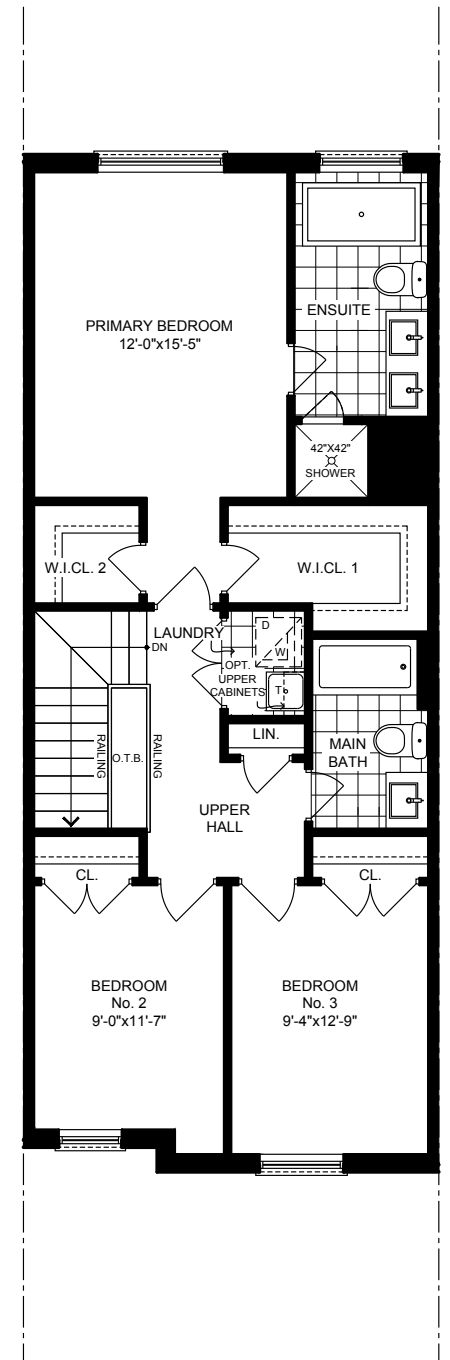 PRIMARY BEDROOM
12'-0"x15'-5"
ENSUITE
42"X42"
SHOWER
W.I.CL. 2
W.I.CL. 1
LAUNDRY
D
W
DN
OPT.
UPPER
CABINETS
T
RAILING
O.T.B.
RAILING
LIN.
MAIN
BATH
UPPER
HALL
CL.
CL.
BEDROOM
No. 2
9'-0"x11'-7"
BEDROOM
No. 3
9'-4"x12'-9"